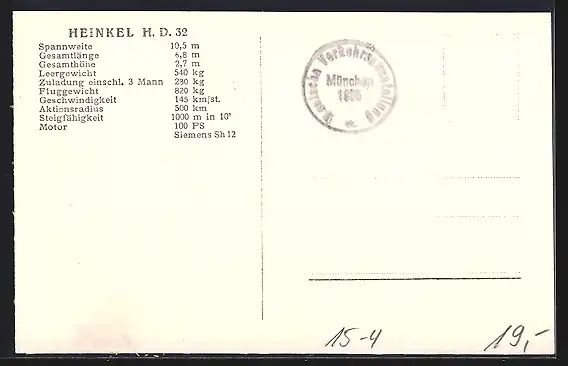 HEINKEL H. D. 32
Spannweite 10,5 m
Gesamtlänge 6,8 m
Gesamthöhe 2,7 m
Leergewicht 540 kg
Zuladung einschl. 3 Mann 280 kg
Fluggewicht 820 kg
Geschwindigkeit 145 km/st.
Aktionsradius 500 km
Steigfähigkeit 1000 m in 10'
Motor 100 PS
Siemens Sh 12
Verkehrsausstellung
München
15-4
19,-